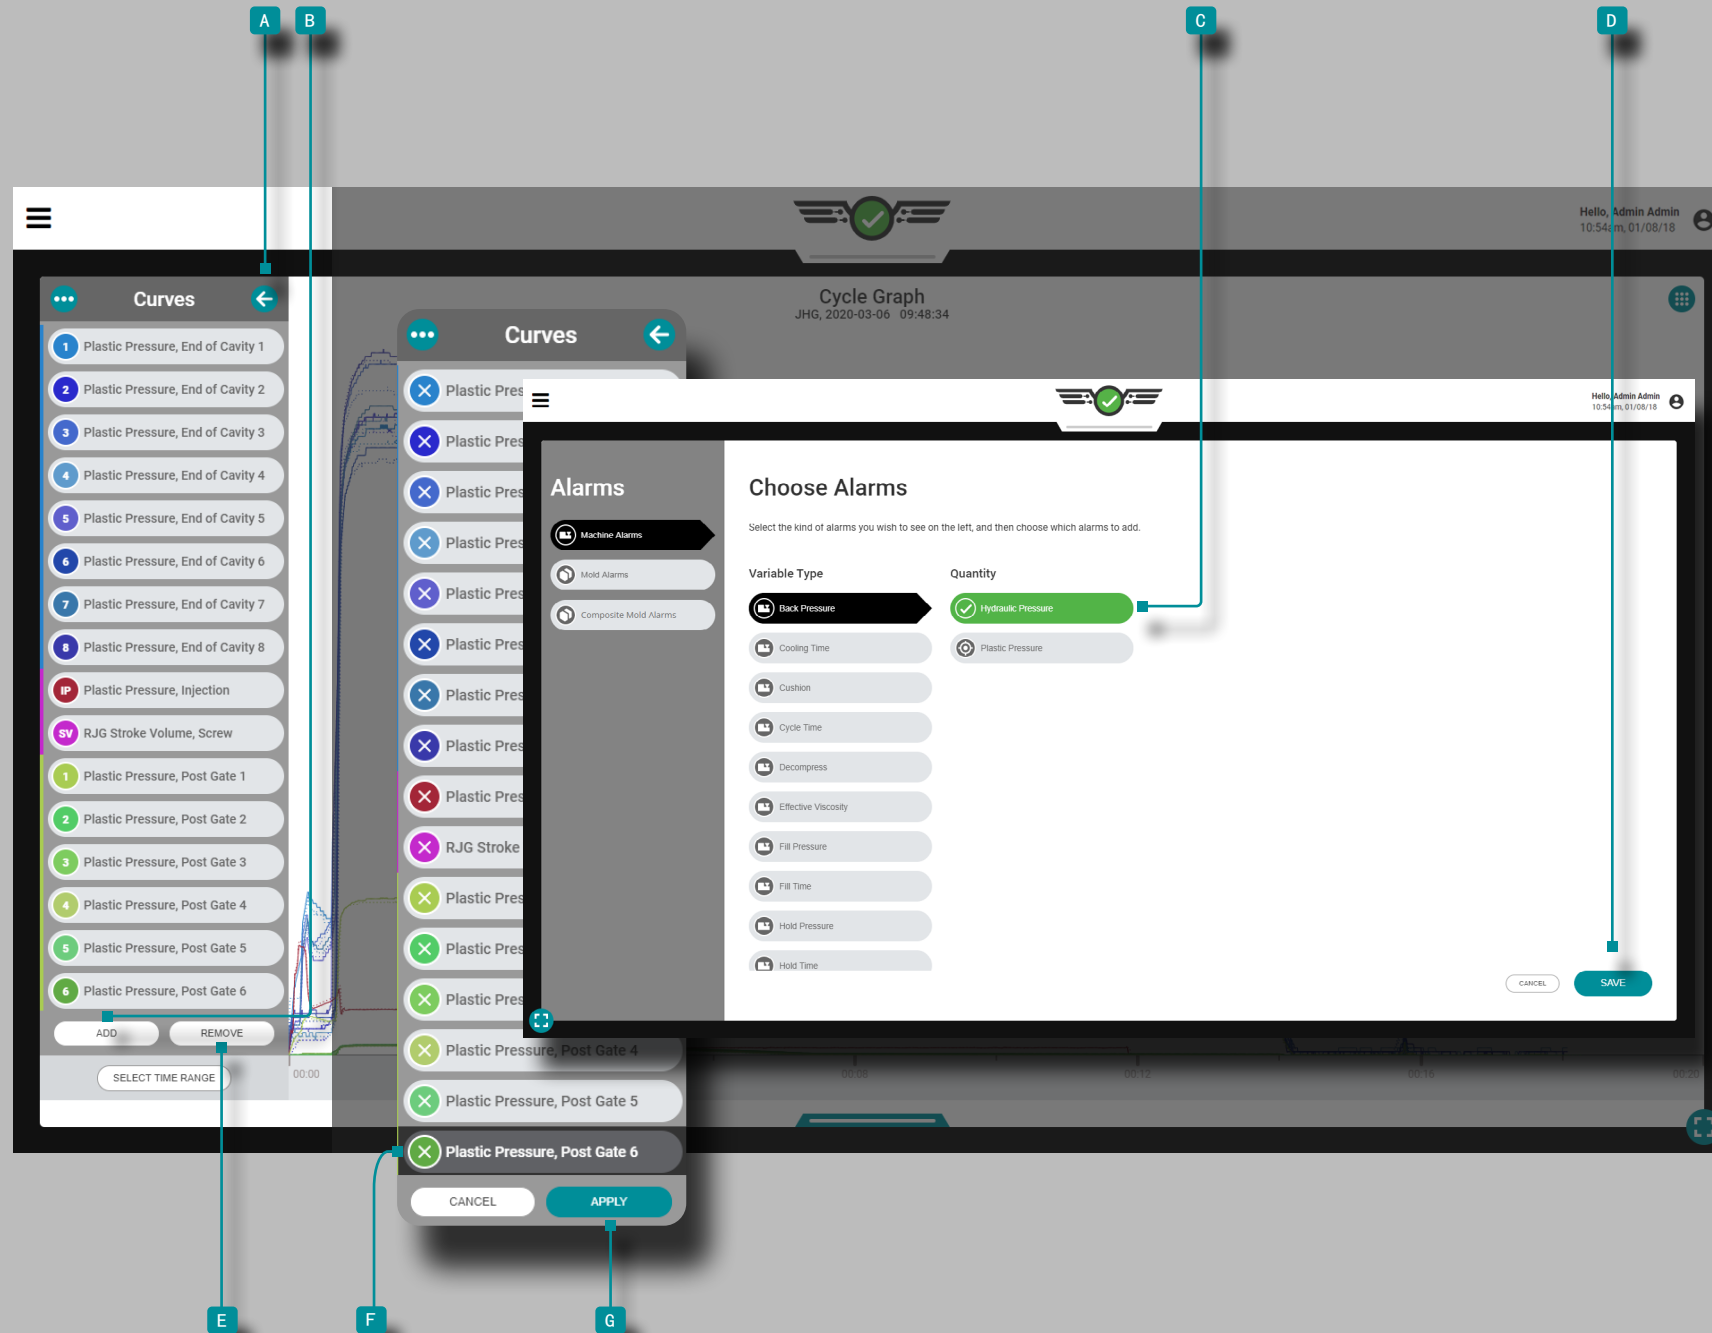 A
B
C
D
Hello, Admin Admin
10:54am, 01/08/18
Curves
Plastic Pressure, End of Cavity 1
Plastic Pressure, End of Cavity 2
Plastic Pressure, End of Cavity 3
Plastic Pressure, End of Cavity 4
Plastic Pressure, End of Cavity 5
Plastic Pressure, End of Cavity 6
Plastic Pressure, End of Cavity 7
Plastic Pressure, End of Cavity 8
IP Plastic Pressure, Injection
SV RJG Stroke Volume, Screw
1 Plastic Pressure, Post Gate 1
2 Plastic Pressure, Post Gate 2
3 Plastic Pressure, Post Gate 3
4 Plastic Pressure, Post Gate 4
5 Plastic Pressure, Post Gate 5
6 Plastic Pressure, Post Gate 6
ADD
REMOVE
SELECT TIME RANGE
Cycle Graph
JHG, 2020-03-06 09:48:34
00:00
00:08
00:12
00:16
00:20
Curves
Plastic Pres
Plastic Pres
Plastic Pres
Plastic Pres
Plastic Pres
Plastic Pres
Plastic Pres
Plastic Pres
Plastic Pres
RJG Stroke
Plastic Pres
Plastic Pres
Plastic Pres
Plastic Pressure, Post Gate 4
Plastic Pressure, Post Gate 5
Plastic Pressure, Post Gate 6
CANCEL
APPLY
Hello, Admin Admin
10:54am, 01/08/18
Alarms
Machine Alarms
Mold Alarms
Composite Mold Alarms
Choose Alarms
Select the kind of alarms you wish to see on the left, and then choose which alarms to add.
Variable Type
Back Pressure
Cooling Time
Cushion
Cycle Time
Decompress
Effective Viscosity
Fill Pressure
Fill Time
Hold Pressure
Hold Time
Quantity
Hydraulic Pressure
Plastic Pressure
CANCEL
SAVE
E
F
G